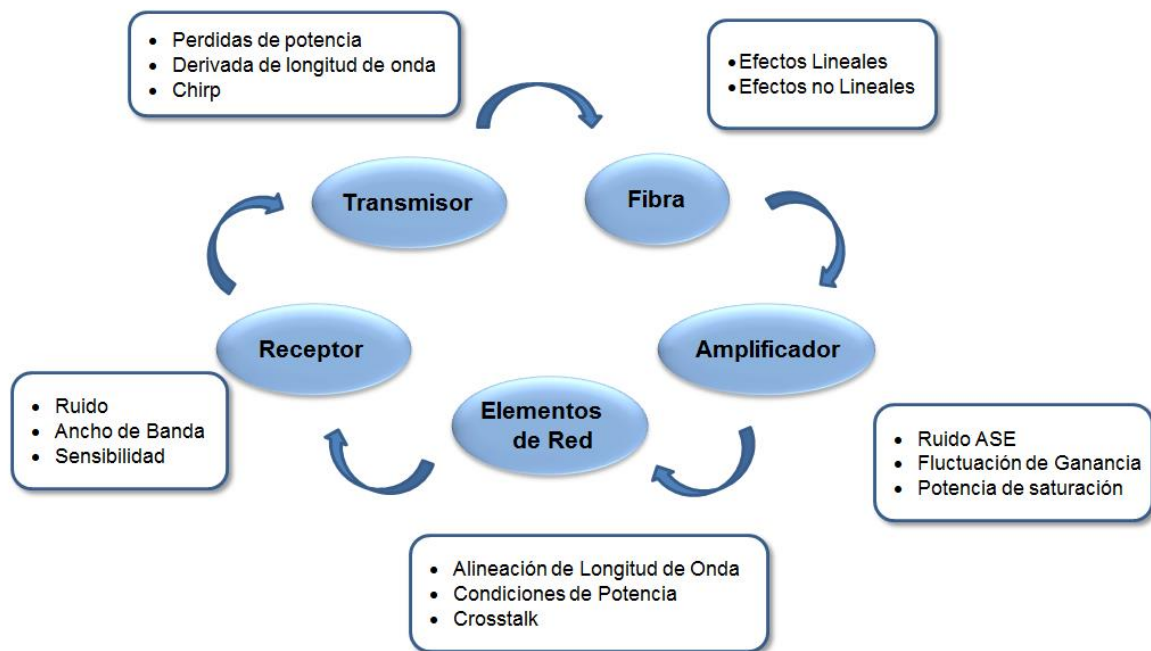 • Perdidas de potencia
• Derivada de longitud de onda
• Chirp
• Efectos Lineales
• Efectos no Lineales
Transmisor
Fibra
Receptor
Amplificador
Elementos
de Red
• Ruido
• Ancho de Banda
• Sensibilidad
• Ruido ASE
• Fluctuación de Ganancia
• Potencia de saturación
• Alineación de Longitud de Onda
• Condiciones de Potencia
• Crosstalk